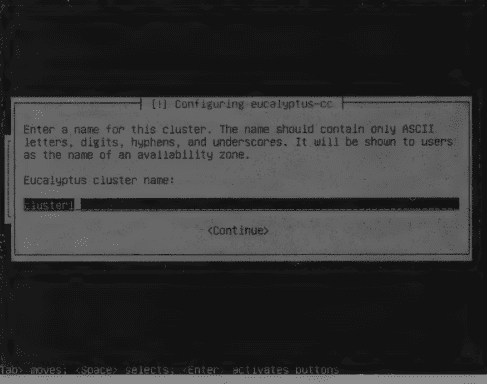 [!] Configuring eucalyptus-cc
Enter a name for this cluster. The name should contain only ASCII
letters, digits, hyphens, and underscores. It will be shown to users
as the name of an availability zone.
Eucalyptus cluster name:
cluster1
<Continue>
<Tab> moves; <Space> selects; <Enter> activates buttons